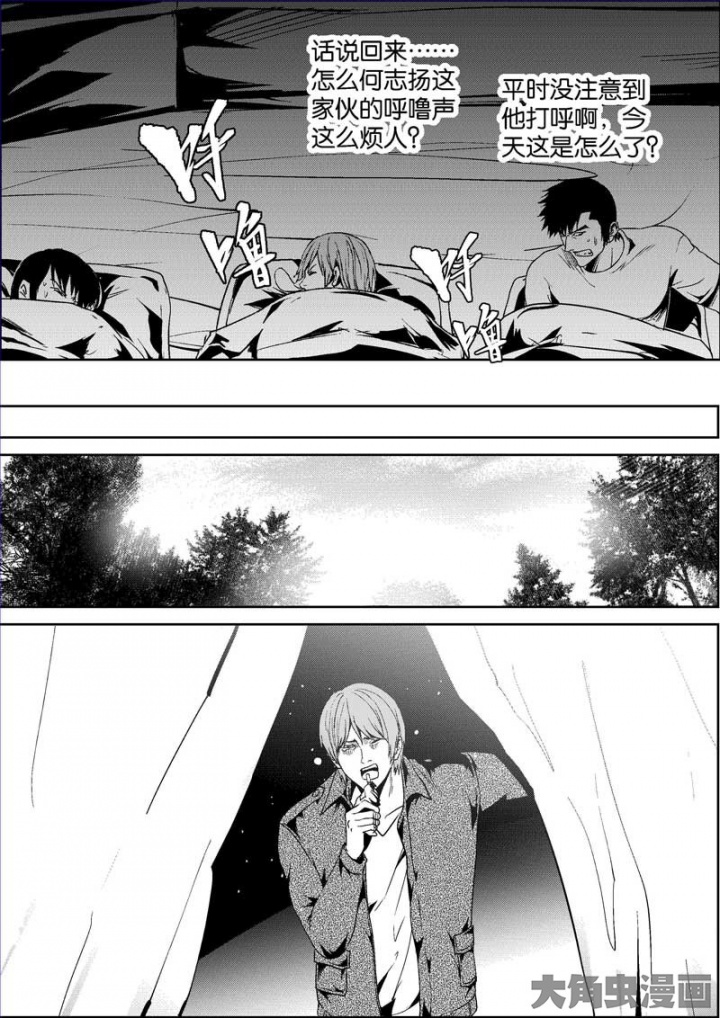 话说回来……
怎么何志扬这
家伙的呼噜声
这么烦人？
平时没注意到
他打呼啊，今
天这是怎么了？
呼
噜
呼
噜
大角虫漫画